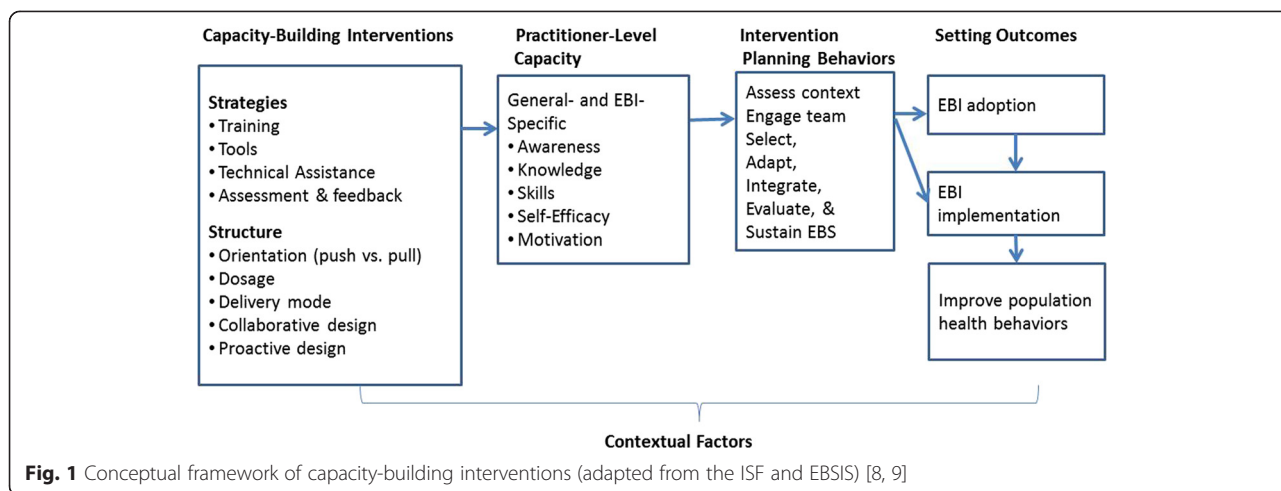 Capacity-Building Interventions
Strategies
• Training
• Tools
• Technical Assistance
• Assessment & feedback
Structure
• Orientation (push vs. pull)
• Dosage
• Delivery mode
• Collaborative design
• Proactive design
Practitioner-Level
Capacity
General- and EBI-
Specific
• Awareness
• Knowledge
• Skills
• Self-Efficacy
• Motivation
Intervention
Planning Behaviors
Assess context
Engage team
Select,
Adapt,
Integrate,
Evaluate, &
Sustain EBS
Setting Outcomes
EBI adoption
EBI
implementation
Improve population
health behaviors
Contextual Factors
Fig. 1 Conceptual framework of capacity-building interventions (adapted from the ISF and EBSIS) [8, 9]